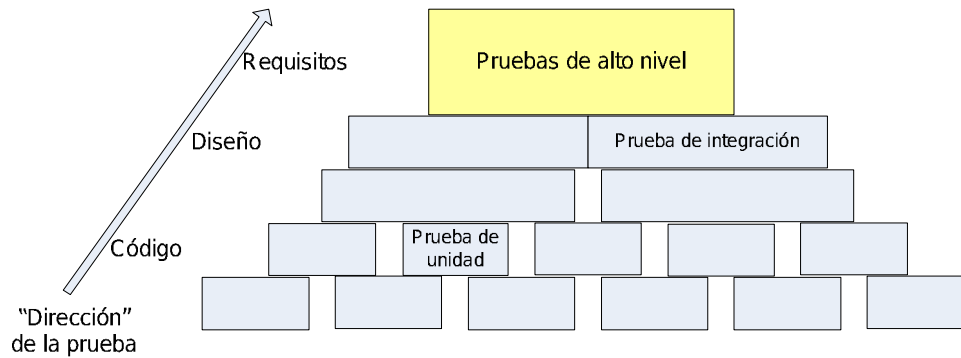 Requisitos
Pruebas de alto nivel
Diseño
Prueba de integración
Código
Prueba de
unidad
"Dirección"
de la prueba